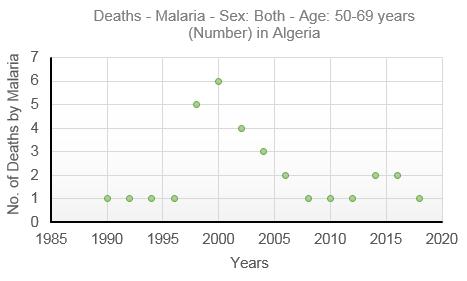 Deaths - Malaria - Sex: Both - Age: 50-69 years
(Number) in Algeria
No. of Deaths by Malaria
7
6
5
4
3
2
1
0
1985 1990 1995 2000 2005 2010 2015 2020
Years